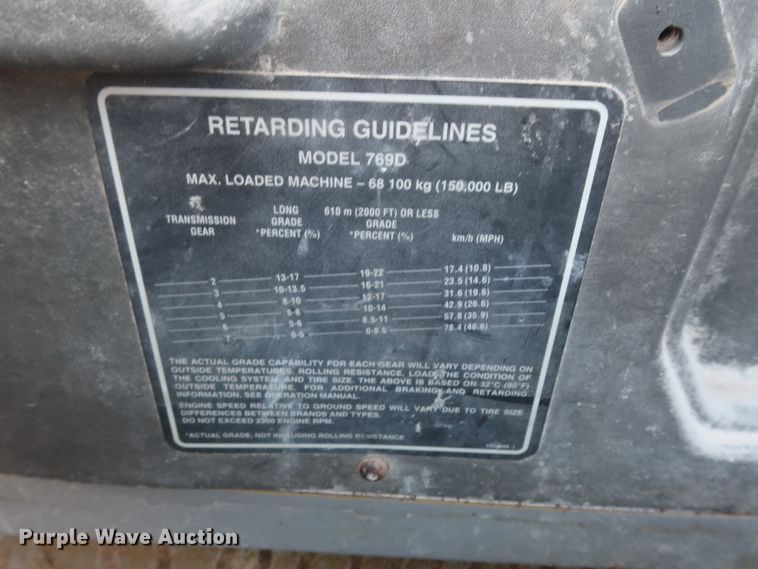 RETARDING GUIDELINES
MODEL 769D
MAX. LOADED MACHINE – 68 100 kg (150,000 LB)
TRANSMISSION GEAR LONG GRADE *PERCENT (%) 610 m (2000 FT) OR LESS GRADE *PERCENT (%) km/h (MPH)
2 13-17 19-22 17.4 (10.8)
3 10-13.5 16-21 23.5 (14.6)
4 8-10 12-17 31.6 (19.6)
5 6-8 10-14 42.9 (26.6)
6 5-6 8.5-11 57.8 (35.9)
7 0-5 0-9.5 78.4 (48.6)
THE ACTUAL GRADE CAPABILITY FOR EACH GEAR WILL VARY DEPENDING ON
OUTSIDE TEMPERATURES, ROLLING RESISTANCE, LOAD, THE CONDITION OF
THE COOLING SYSTEM, AND TIRE SIZE. THE ABOVE IS BASED ON 32°C (90°F)
OUTSIDE TEMPERATURE. FOR ADDITIONAL BRAKING AND RETARDING
INFORMATION, SEE OPERATION MANUAL.
ENGINE SPEED RELATIVE TO GROUND SPEED WILL VARY DUE TO TIRE SIZE
DIFFERENCES BETWEEN BRANDS AND TYPES.
DO NOT EXCEED 2300 ENGINE RPM.
*ACTUAL GRADE, NOT INCLUDING ROLLING RESISTANCE
Purple Wave Auction